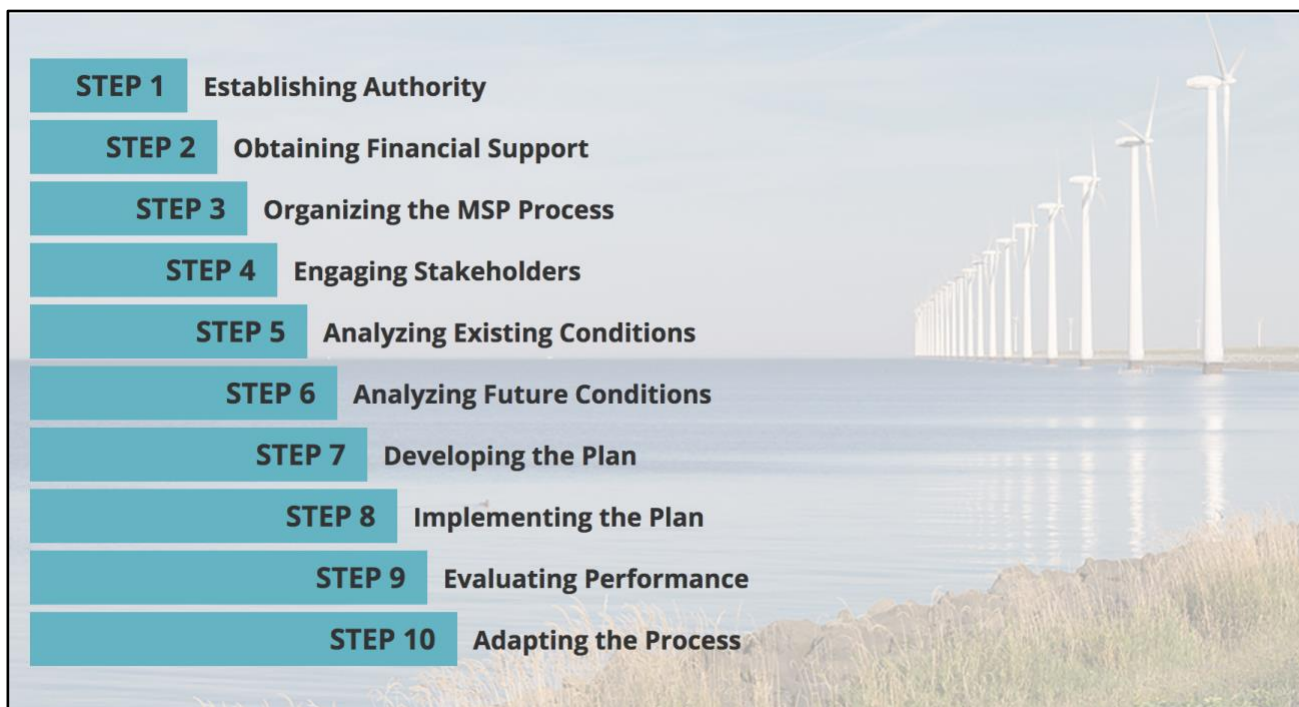 STEP 1 Establishing Authority
STEP 2 Obtaining Financial Support
STEP 3 Organizing the MSP Process
STEP 4 Engaging Stakeholders
STEP 5 Analyzing Existing Conditions
STEP 6 Analyzing Future Conditions
STEP 7 Developing the Plan
STEP 8 Implementing the Plan
STEP 9 Evaluating Performance
STEP 10 Adapting the Process